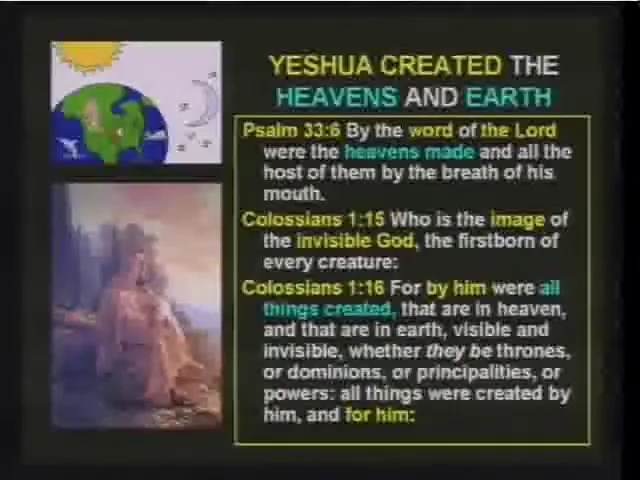 YESHUA CREATED THE
HEAVENS AND EARTH
Psalm 33:6 By the word of the Lord
were the heavens made and all the
host of them by the breath of his
mouth.
Colossians 1:15 Who is the image of
the invisible God, the firstborn of
every creature:
Colossians 1:16 For by him were all
things created, that are in heaven,
and that are in earth, visible and
invisible, whether they be thrones,
or dominions, or principalities, or
powers: all things were created by
him, and for him: